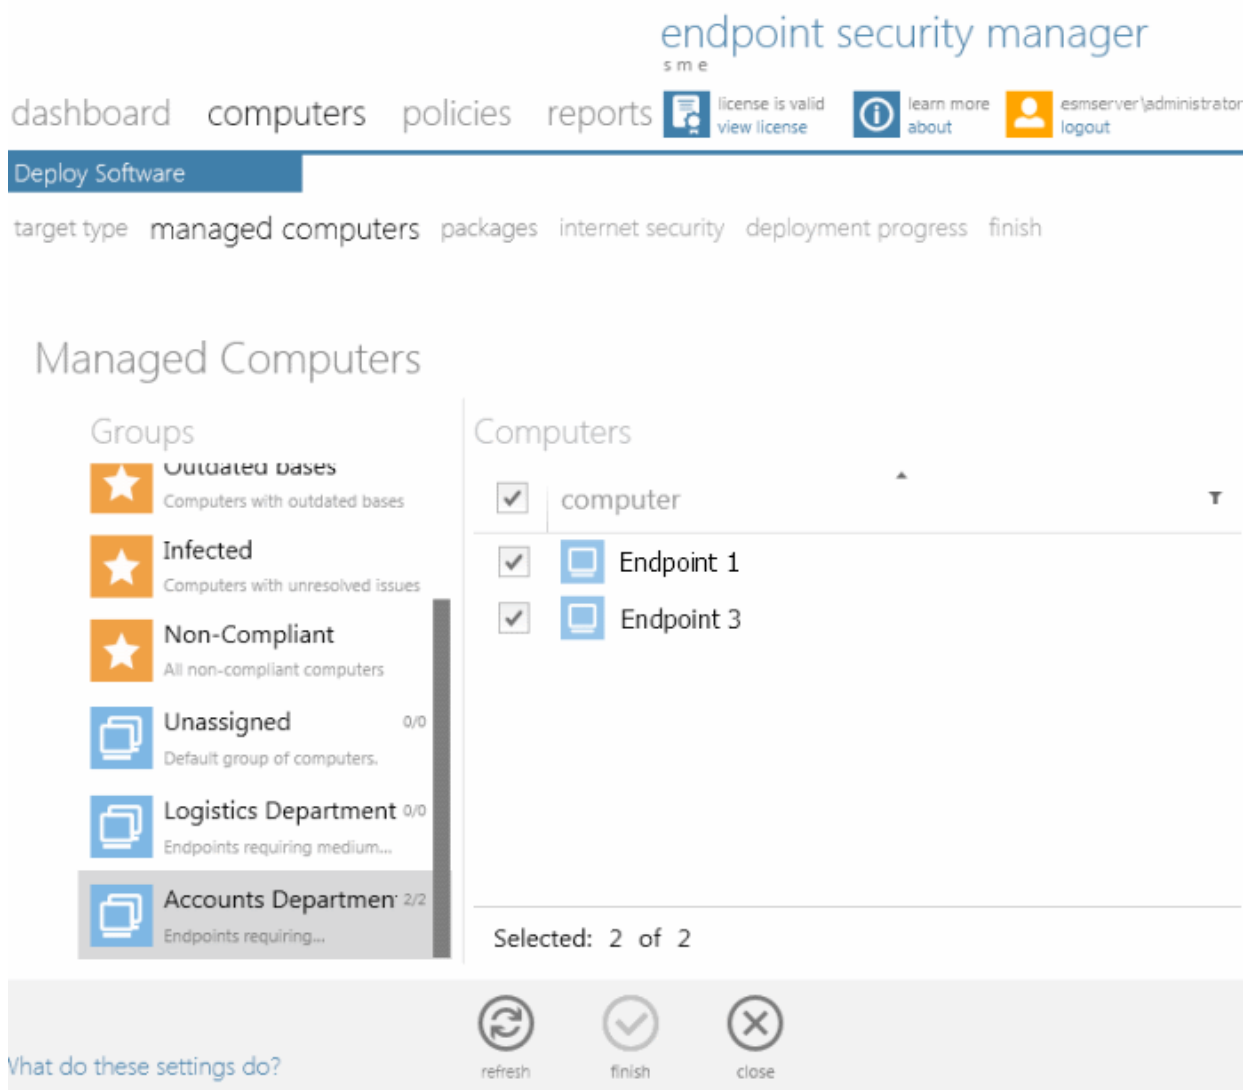 endpoint security manager
s m e
dashboard computers policies reports
license is valid
view license
learn more
about
esmserver\administrator
logout
Deploy Software
target type managed computers packages internet security deployment progress finish
Managed Computers
Groups
Outdated bases
Computers with outdated bases
Infected
Computers with unresolved issues
Non-Compliant
All non-compliant computers
Unassigned 0/0
Default group of computers.
Logistics Department 0/0
Endpoints requiring medium...
Accounts Departmen 2/2
Endpoints requiring...
Computers
computer
Endpoint 1
Endpoint 3
Selected: 2 of 2
What do these settings do?
refresh
finish
close